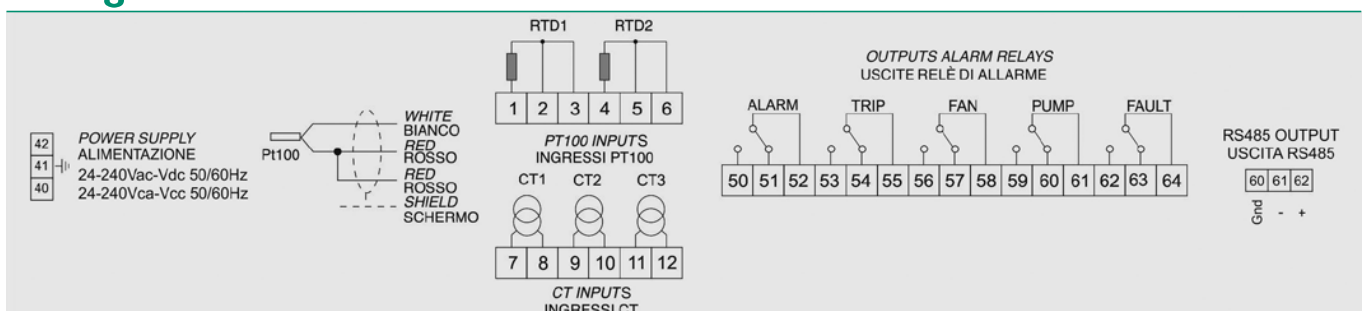 42
41
40
POWER SUPPLY
ALIMENTAZIONE
24-240Vac-Vdc 50/60Hz
24-240Vca-Vcc 50/60Hz
Pt100
WHITE
BIANCO
RED
ROSSO
RED
ROSSO
SHIELD
SCHERMO
RTD1 RTD2
1 2 3 4 5 6
PT100 INPUTS
INGRESSI PT100
CT1 CT2 CT3
7 8 9 10 11 12
CT INPUTS
INGRESSI CT
OUTPUTS ALARM RELAYS
USCITE RELÈ DI ALLARME
ALARM TRIP FAN PUMP FAULT
50 51 52 53 54 55 56 57 58 59 60 61 62 63 64
RS485 OUTPUT
USCITA RS485
60 61 62
Gnd - +